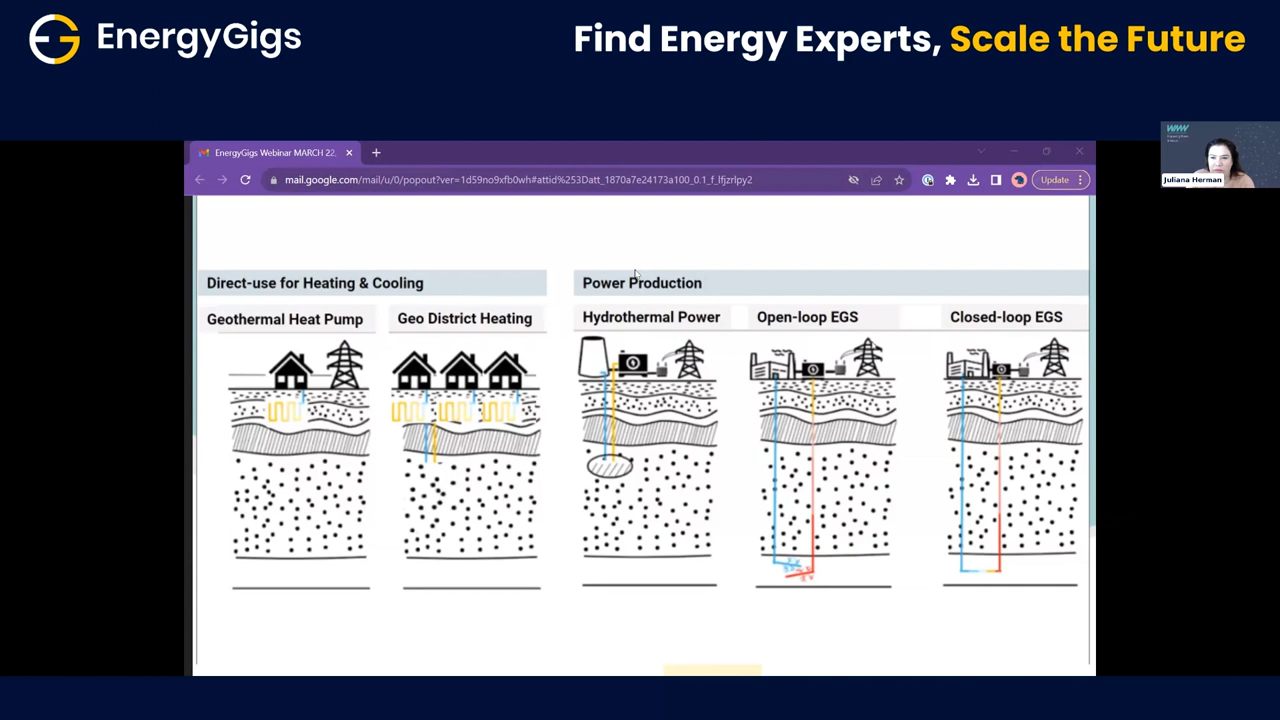 EnergyGigs
Find Energy Experts, Scale the Future
EnergyGigs Webinar MARCH 22,
mail.google.com/mail/u/0/popout?ver=1d59no9xfb0wh#attid%253Datt_1870a7e24173a100_0.1_f_lfjzrlpy2
Update
Juliana Herman
Direct-use for Heating & Cooling
Power Production
Geothermal Heat Pump
Geo District Heating
Hydrothermal Power
Open-loop EGS
Closed-loop EGS